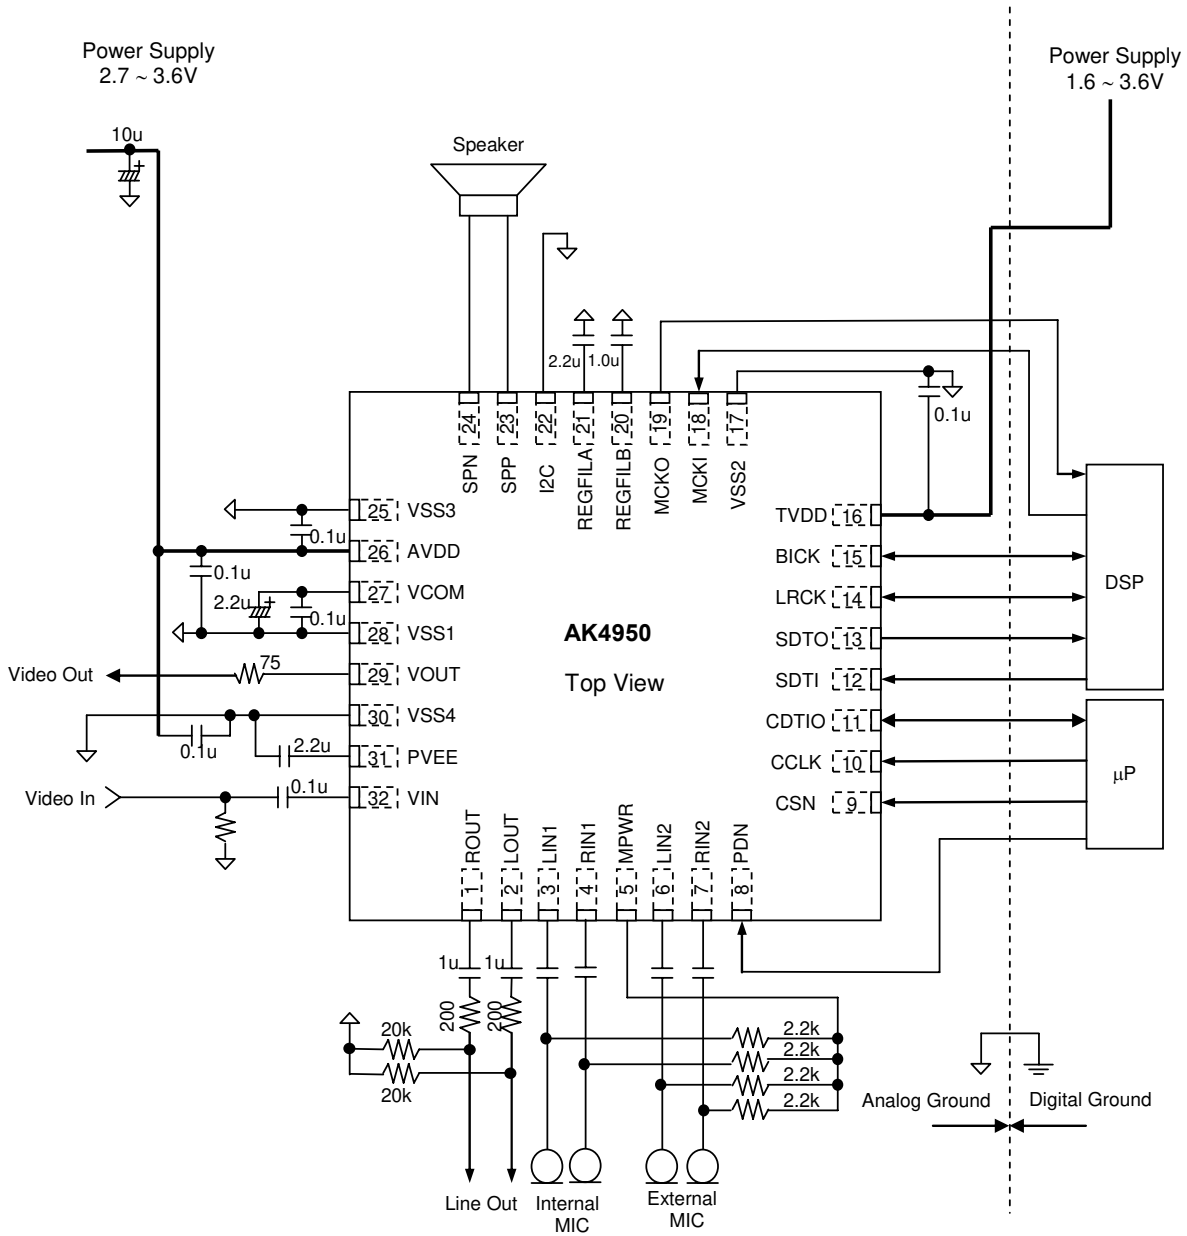 Power Supply
2.7 ~ 3.6V
Power Supply
1.6 ~ 3.6V
10u
+
Speaker
2.2u
1.0u
0.1u
24
23
22
21
20
19
18
17
SPN
SPP
I2C
REGFILA
REGFILB
MCKO
MCKI
VSS2
25 VSS3
0.1u
26 AVDD
0.1u
27 VCOM
2.2u
+
0.1u
28 VSS1
Video Out
75
29 VOUT
30 VSS4
0.1u
2.2u
31 PVEE
Video In
0.1u
32 VIN
AK4950
Top View
TVDD 16
BICK 15
LRCK 14
SDTO 13
SDTI 12
CDTIO 11
CCLK 10
CSN 9
DSP
μP
ROUT
LOUT
LIN1
RIN1
MPWR
LIN2
RIN2
PDN
1
2
3
4
5
6
7
8
1u
1u
200
200
20k
20k
2.2k
2.2k
2.2k
2.2k
Analog Ground
Digital Ground
Line Out
Internal
MIC
External
MIC